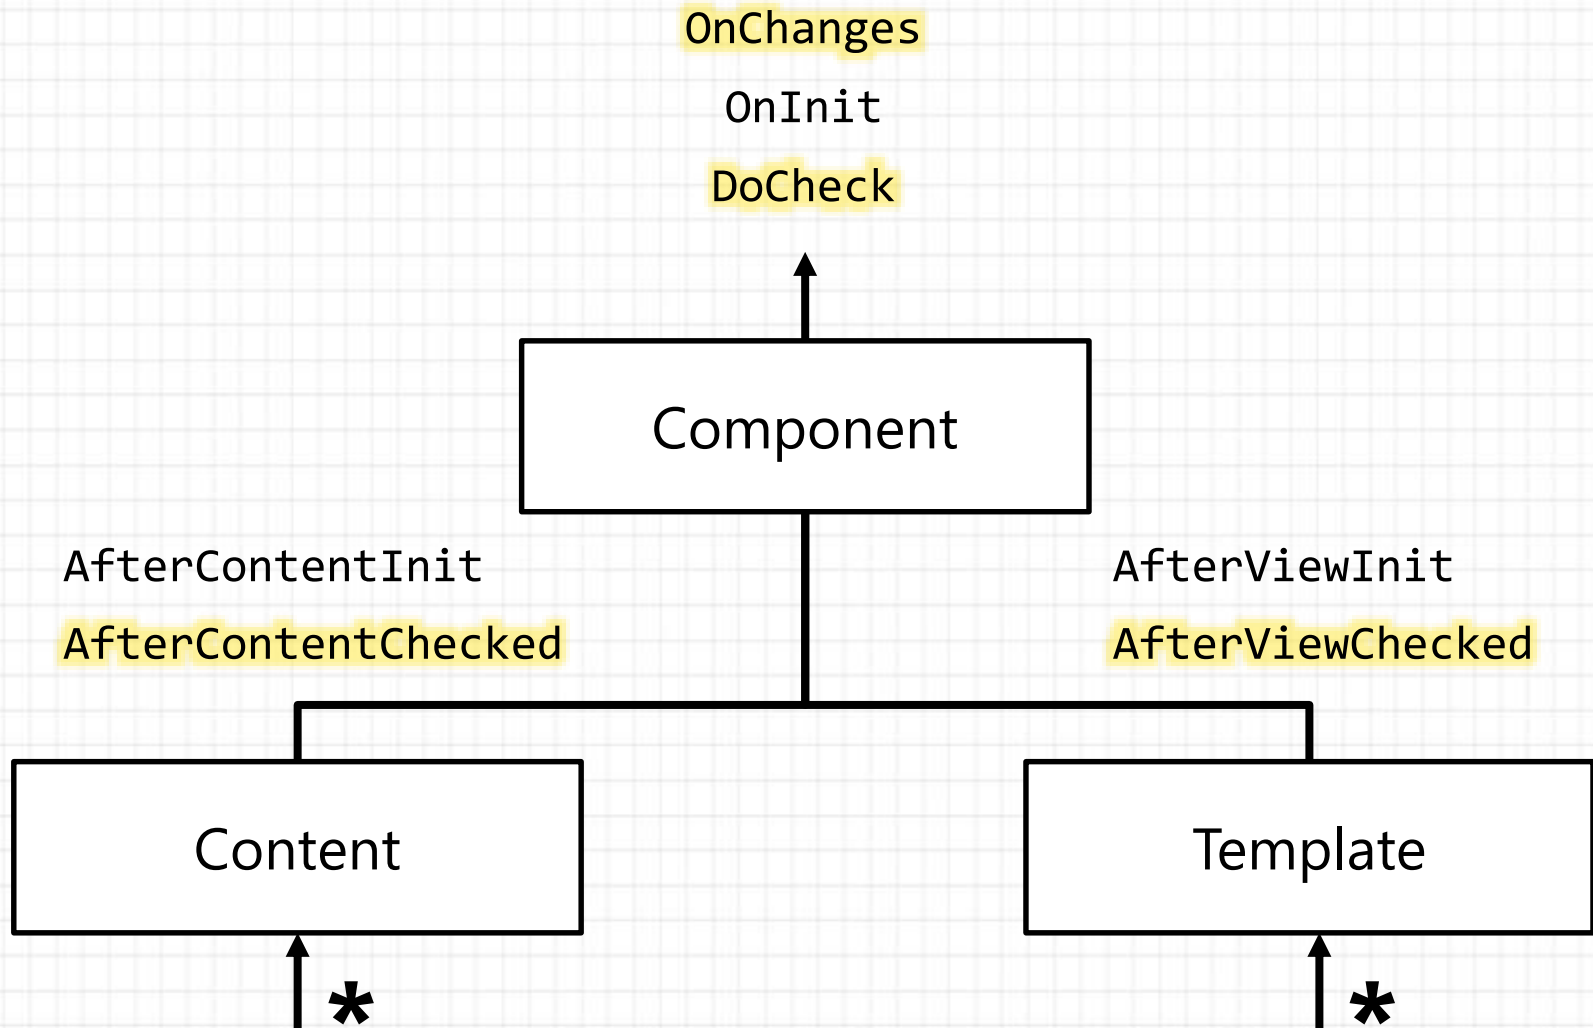 OnChanges
OnInit
DoCheck
Component
AfterContentInit
AfterContentChecked
AfterViewInit
AfterViewChecked
Content
Template
*
*